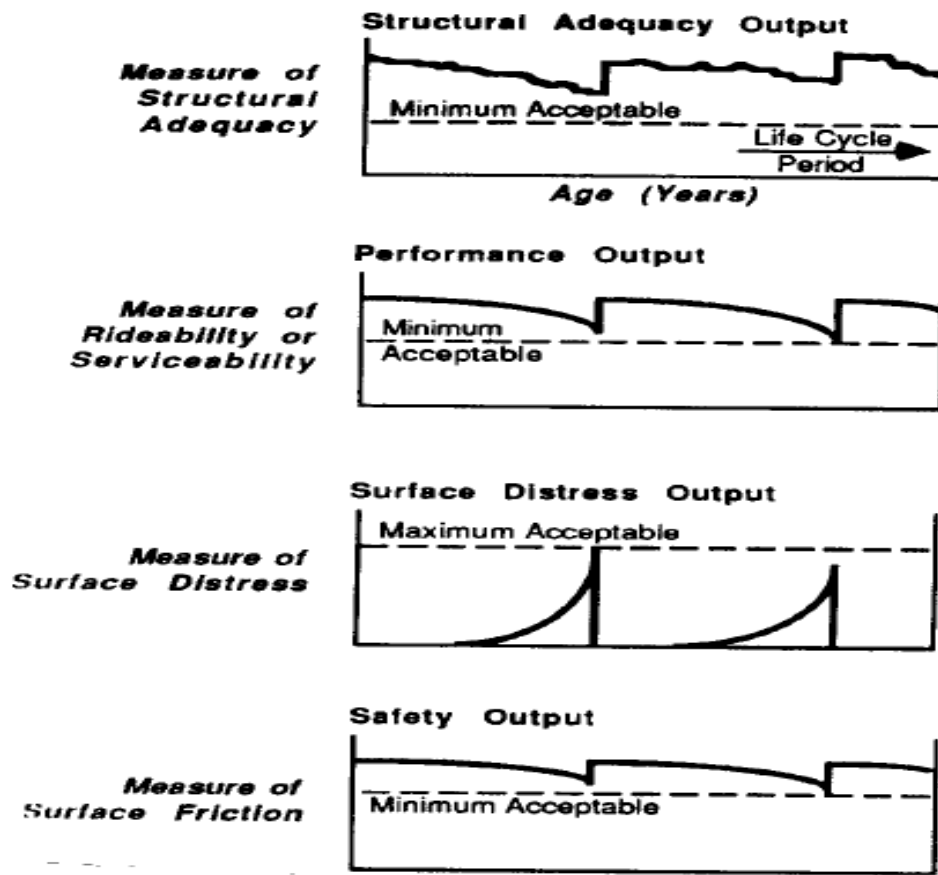 Structural Adequacy Output
Measure of
Structural
Adequacy
Minimum Acceptable
Life Cycle
Period
Age (Years)
Performance Output
Measure of
Rideability or
Serviceability
Minimum
Acceptable
Surface Distress Output
Maximum Acceptable
Measure of
Surface Distress
Safety Output
Measure of
Surface Friction
Minimum Acceptable